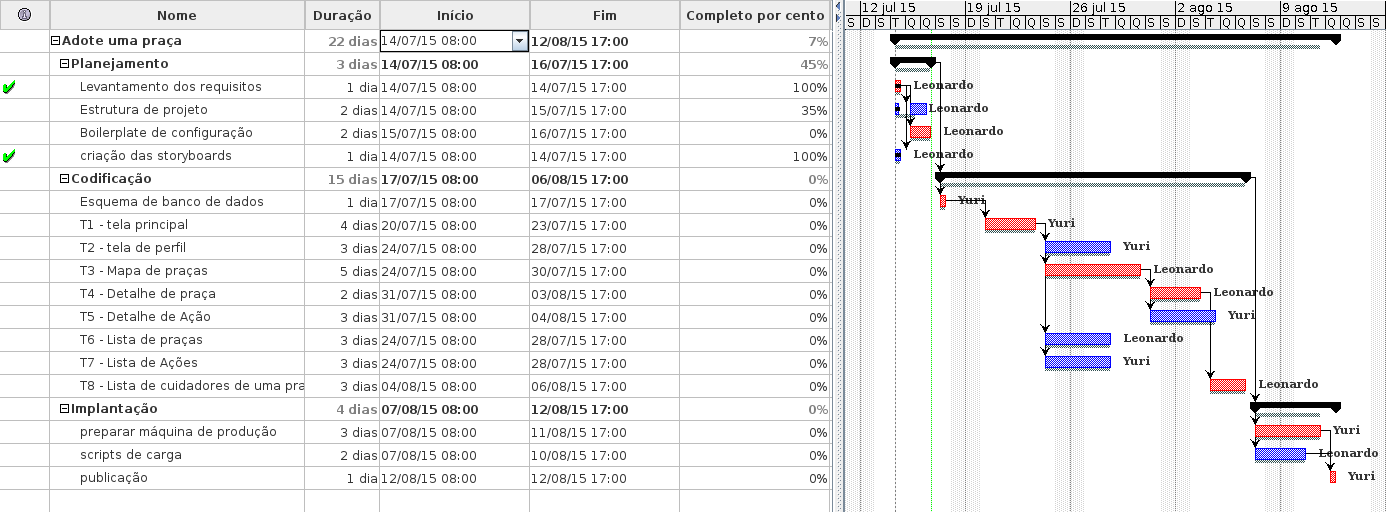 Nome Duração Início Fim Completo por cento
12 jul 15 19 jul 15 26 jul 15 2 ago 15 9 ago 15
S D S T Q Q S S D S T Q Q S S D S T Q Q S S D S T Q Q S S D S T Q Q S S
Adote uma praça 22 dias 14/07/15 08:00 12/08/15 17:00 7%
Planejamento 3 dias 14/07/15 08:00 16/07/15 17:00 45%
Levantamento dos requisitos 1 dia 14/07/15 08:00 14/07/15 17:00 100% Leonardo
Estrutura de projeto 2 dias 14/07/15 08:00 15/07/15 17:00 35% Leonardo
Boilerplate de configuração 2 dias 15/07/15 08:00 16/07/15 17:00 0% Leonardo
criação das storyboards 1 dia 14/07/15 08:00 14/07/15 17:00 100% Leonardo
Codificação 15 dias 17/07/15 08:00 06/08/15 17:00 0%
Esquema de banco de dados 1 dia 17/07/15 08:00 17/07/15 17:00 0% Yuri
T1 - tela principal 4 dias 20/07/15 08:00 23/07/15 17:00 0% Yuri
T2 - tela de perfil 3 dias 24/07/15 08:00 28/07/15 17:00 0% Yuri
T3 - Mapa de praças 5 dias 24/07/15 08:00 30/07/15 17:00 0% Leonardo
T4 - Detalhe de praça 2 dias 31/07/15 08:00 03/08/15 17:00 0% Leonardo
T5 - Detalhe de Ação 3 dias 31/07/15 08:00 04/08/15 17:00 0% Yuri
T6 - Lista de praças 3 dias 24/07/15 08:00 28/07/15 17:00 0% Leonardo
T7 - Lista de Ações 3 dias 24/07/15 08:00 28/07/15 17:00 0% Yuri
T8 - Lista de cuidadores de uma pra 3 dias 04/08/15 08:00 06/08/15 17:00 0% Leonardo
Implantação 4 dias 07/08/15 08:00 12/08/15 17:00 0%
preparar máquina de produção 3 dias 07/08/15 08:00 11/08/15 17:00 0% Yuri
scripts de carga 2 dias 07/08/15 08:00 10/08/15 17:00 0% Leonardo
publicação 1 dia 12/08/15 08:00 12/08/15 17:00 0% Yuri